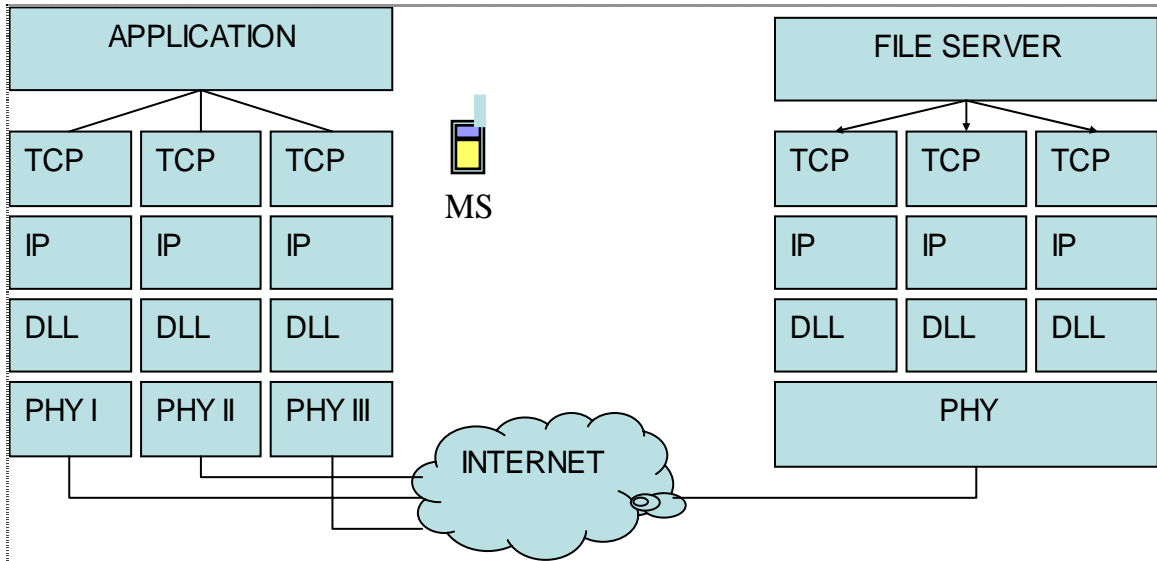 APPLICATION
FILE SERVER
MS
TCP TCP TCP
TCP TCP TCP
IP IP IP
IP IP IP
DLL DLL DLL
DLL DLL DLL
PHY I PHY II PHY III
PHY
INTERNET